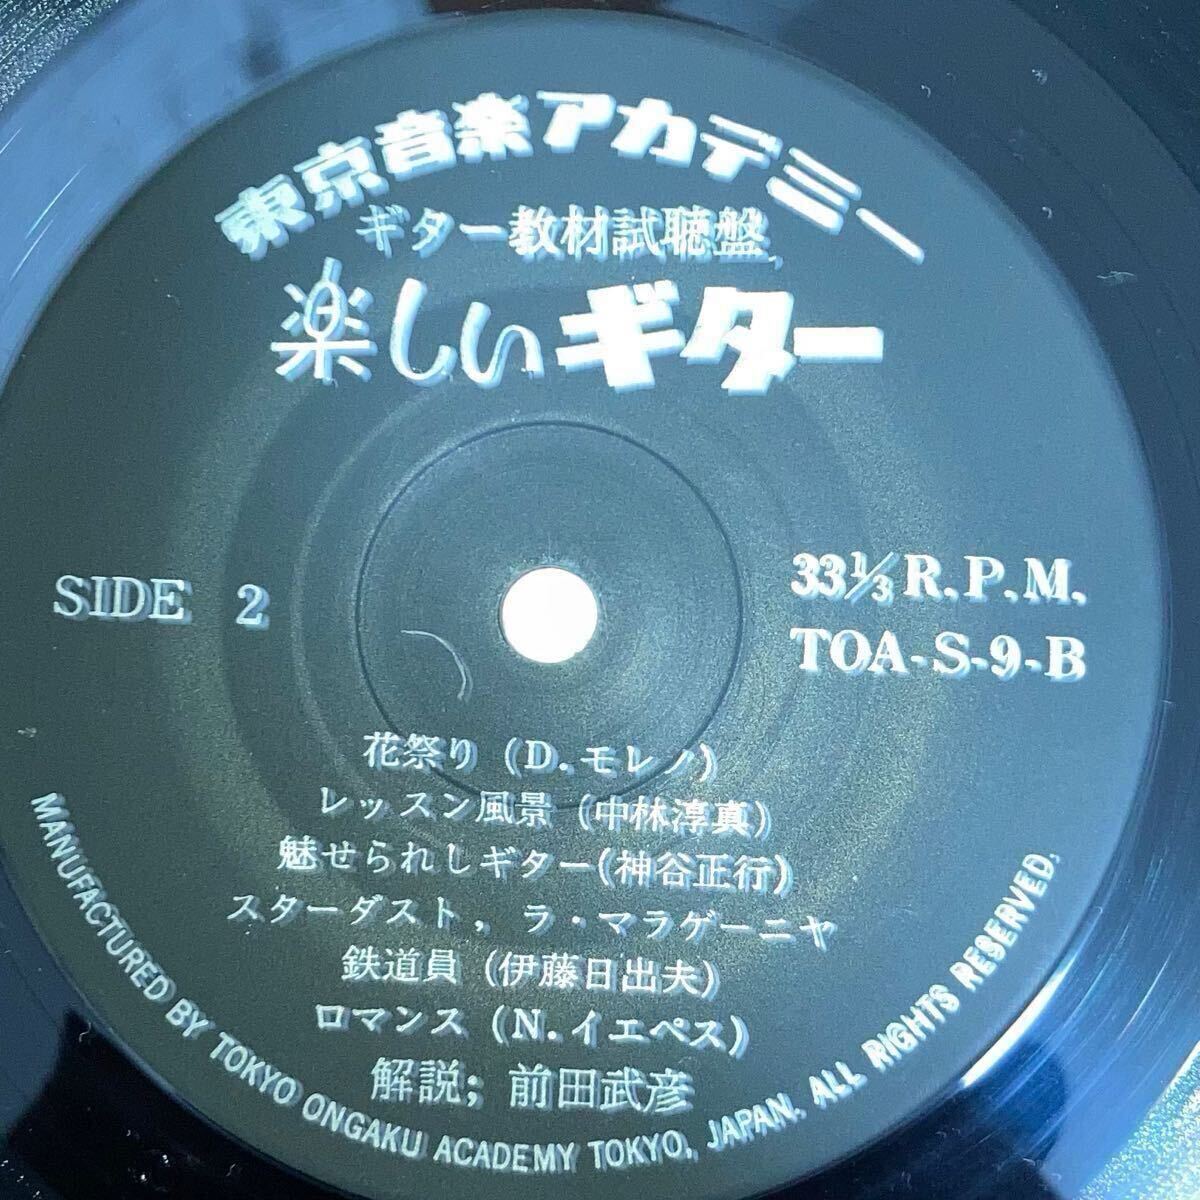 東京音楽アカデミー
ギター教材試聴盤
楽しいギター
SIDE 2
33⅓ R.P.M.
TOA-S-9-B
花祭り (D.モレノ)
レッスン風景 (中林淳真)
魅せられしギター(神谷正行)
スターダスト, ラ・マラゲーニヤ
鉄道員 (伊藤日出夫)
ロマンス (N.イエペス)
解説; 前田武彦
MANUFACTURED BY TOKYO ONGAKU ACADEMY TOKYO, JAPAN. ALL RIGHTS RESERVED.